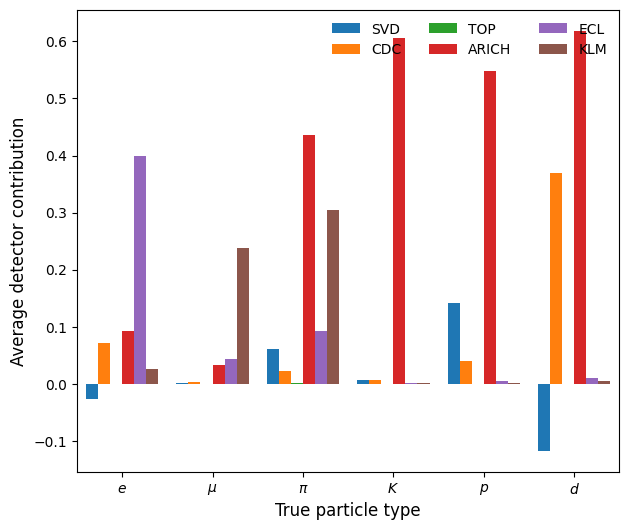 SVD TOP ECL
CDC ARICH KLM
Average detector contribution
0.6
0.5
0.4
0.3
0.2
0.1
0.0
−0.1
e μ π K p d
True particle type